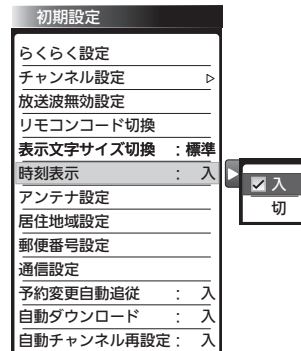 初期設定
らくらく設定
チャンネル設定 ▷
放送波無効設定
リモコンコード切換
表示文字サイズ切換 ：標準
時刻表示 ： 入
アンテナ設定
居住地域設定
郵便番号設定
通信設定
予約変更自動追従 ： 入
自動ダウンロード ： 入
自動チャンネル再設定： 入
入
切